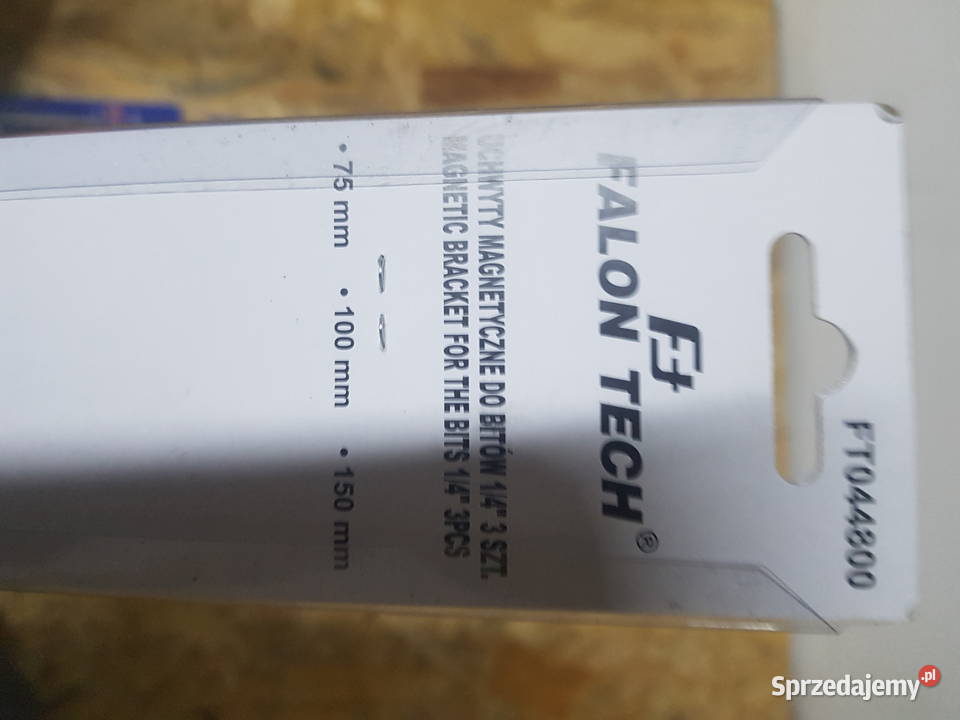 FT044800
Ft
FALON TECH®
UCHWYTY MAGNETYCZNE DO BITÓW 1/4" 3 SZT.
MAGNETIC BRACKET FOR THE BITS 1/4" 3PCS
• 75 mm • 100 mm • 150 mm
Sprzedajemy.pl